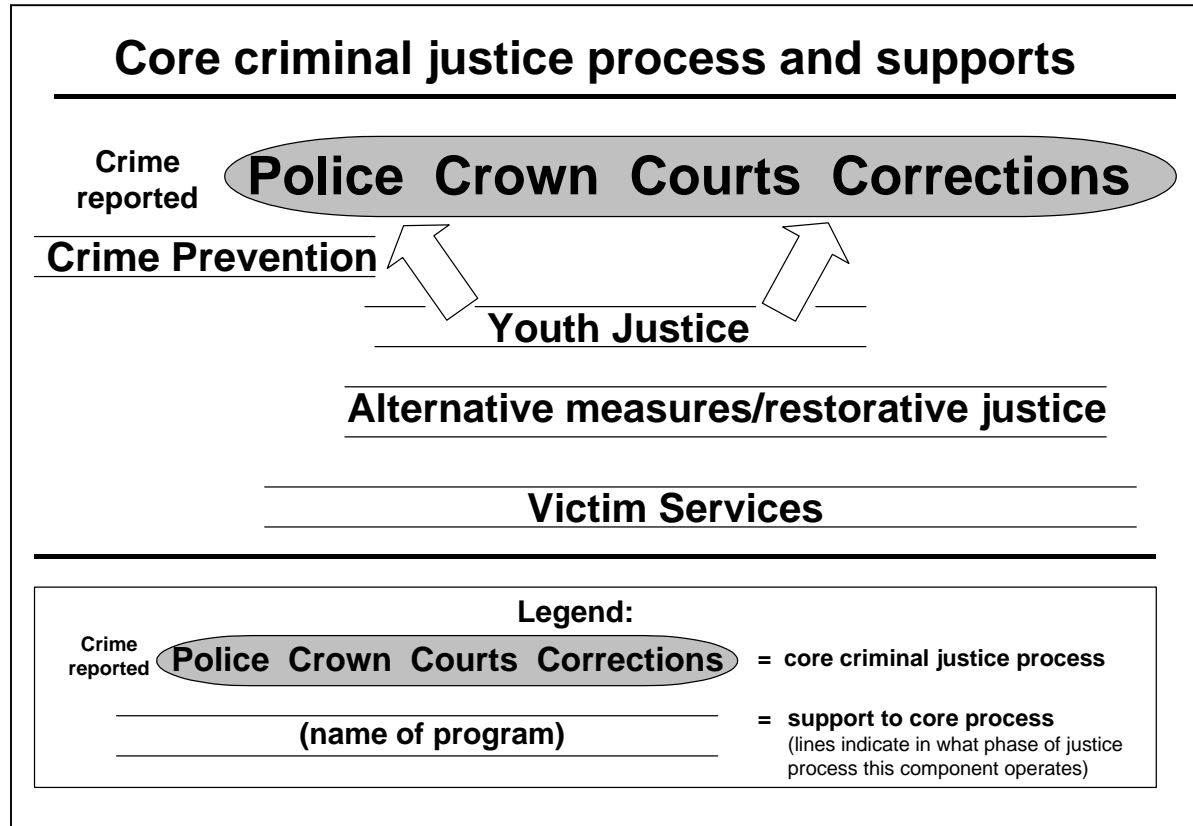 Core criminal justice process and supports
Crime
reported
Police Crown Courts Corrections
Crime Prevention
Youth Justice
Alternative measures/restorative justice
Victim Services
Legend:
Crime
reported
Police Crown Courts Corrections
= core criminal justice process
(name of program)
= support to core process
(lines indicate in what phase of justice
process this component operates)